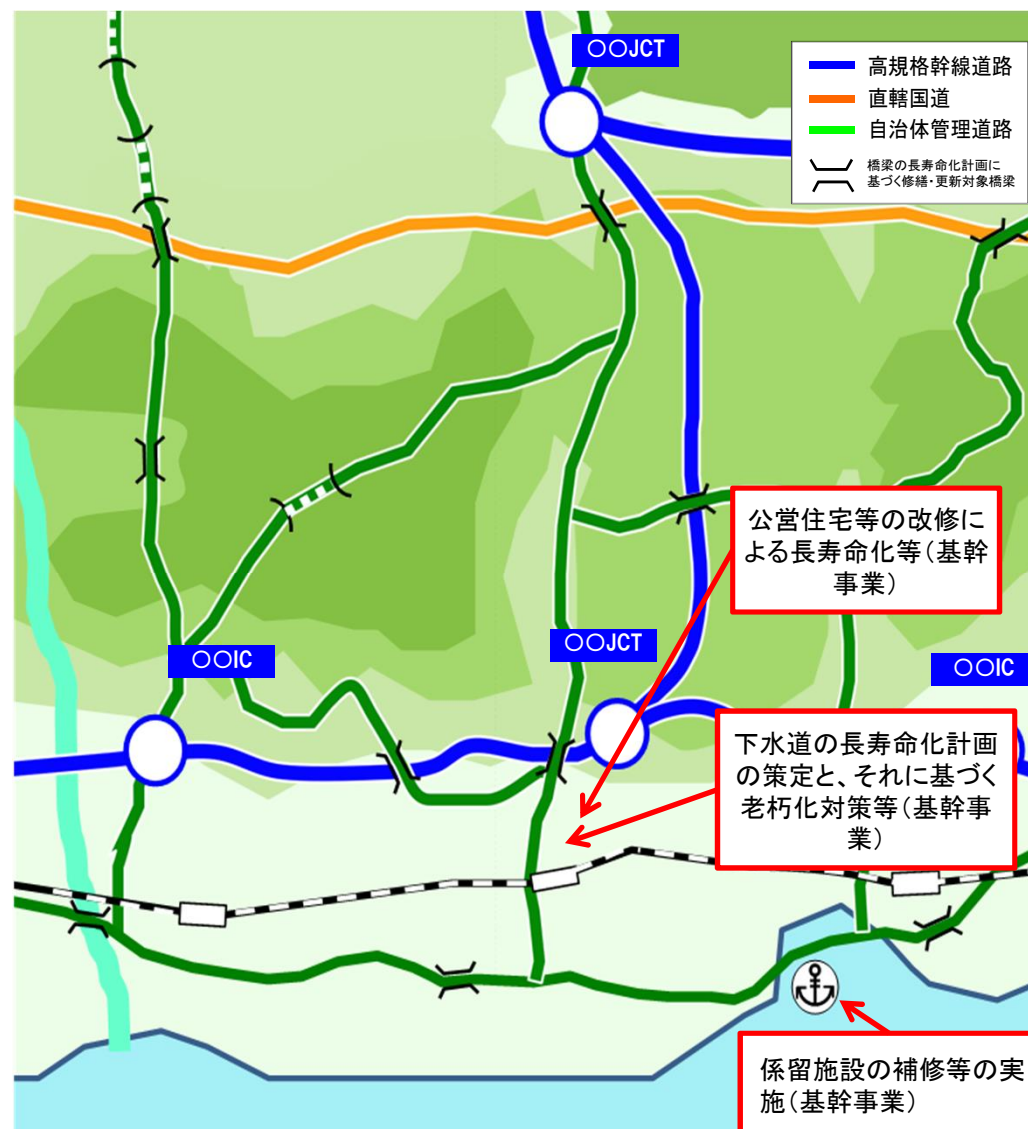 〇〇JCT
高規格幹線道路
直轄国道
自治体管理道路
橋梁の長寿命化計画に
基づく修繕・更新対象橋梁
公営住宅等の改修に
よる長寿命化等(基幹
事業)
〇〇JCT
〇〇IC
〇〇IC
下水道の長寿命化計画
の策定と、それに基づく
老朽化対策等(基幹事
業)
係留施設の補修等の実
施(基幹事業)